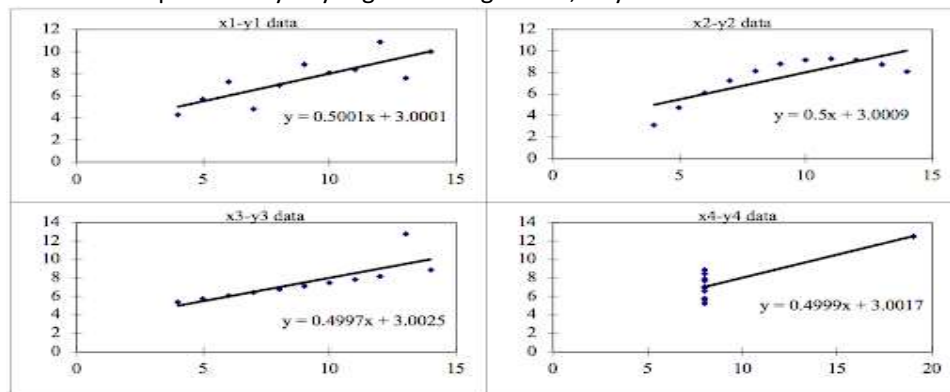 x1-y1 data
12
10
8
6
4
2
0
y = 0.5001x + 3.0001
0 5 10 15
x2-y2 data
12
10
8
6
4
2
0
y = 0.5x + 3.0009
0 5 10 15
x3-y3 data
14
12
10
8
6
4
2
0
y = 0.4997x + 3.0025
0 5 10 15
x4-y4 data
14
12
10
8
6
4
2
0
y = 0.4999x + 3.0017
0 5 10 15 20